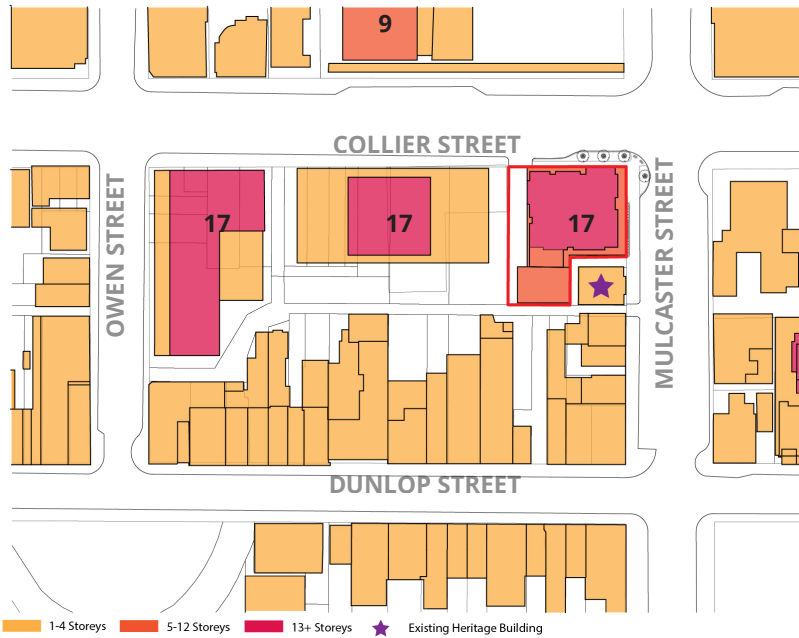 9
COLLIER STREET
17
17
17
OWEN STREET
MULCASTER STREET
DUNLOP STREET
1-4 Storeys
5-12 Storeys
13+ Storeys
Existing Heritage Building